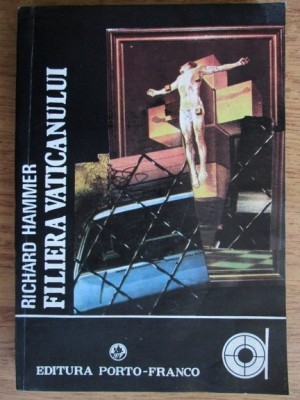 RICHARD HAMMER
FILIERA VATICANULUI
EDITURA PORTO-FRANCO